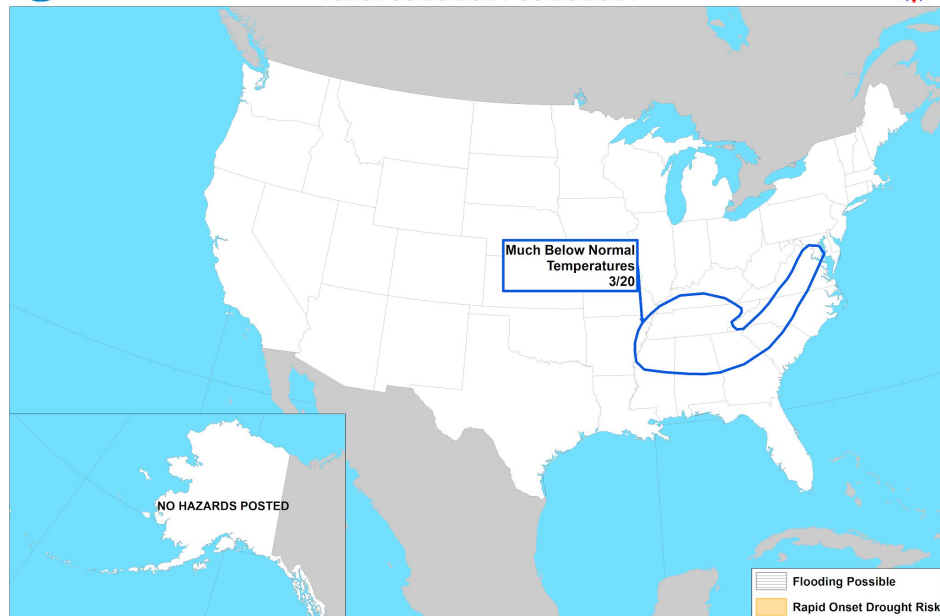 Much Below Normal
Temperatures
3/20
NO HAZARDS POSTED
Flooding Possible
Rapid Onset Drought Risk